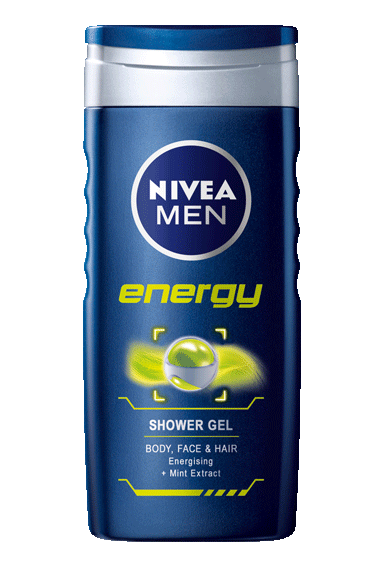 NIVEA
MEN
energy
SHOWER GEL
BODY, FACE & HAIR
Energising
+ Mint Extract